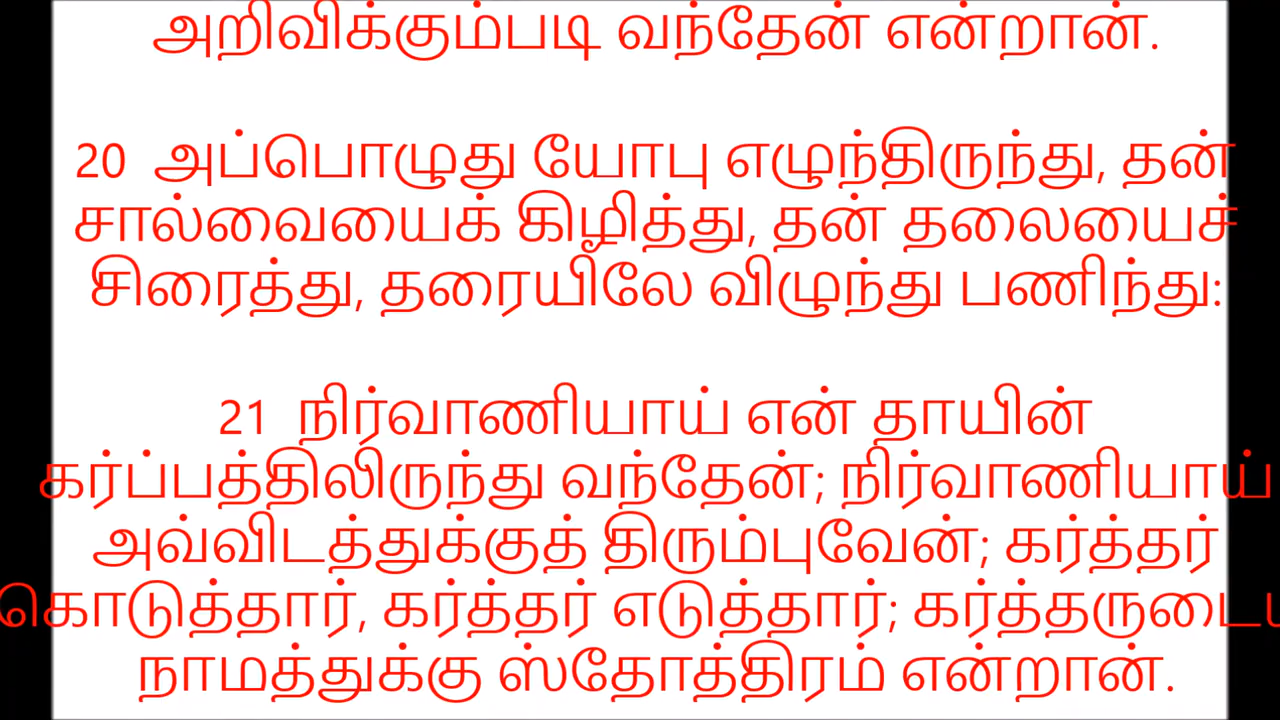 அறிவிக்கும்படி வந்தேன் என்றான்.
20 அப்பொழுது யோபு எழுந்திருந்து, தன்
சால்வையைக் கிழித்து, தன் தலையைச்
சிரைத்து, தரையிலே விழுந்து பணிந்து:
21 நிர்வாணியாய் என் தாயின்
கர்ப்பத்திலிருந்து வந்தேன்; நிர்வாணியாய்
அவ்விடத்துக்குத் திரும்புவேன்; கர்த்தர்
கொடுத்தார், கர்த்தர் எடுத்தார்; கர்த்தருடைய
நாமத்துக்கு ஸ்தோத்திரம் என்றான்.